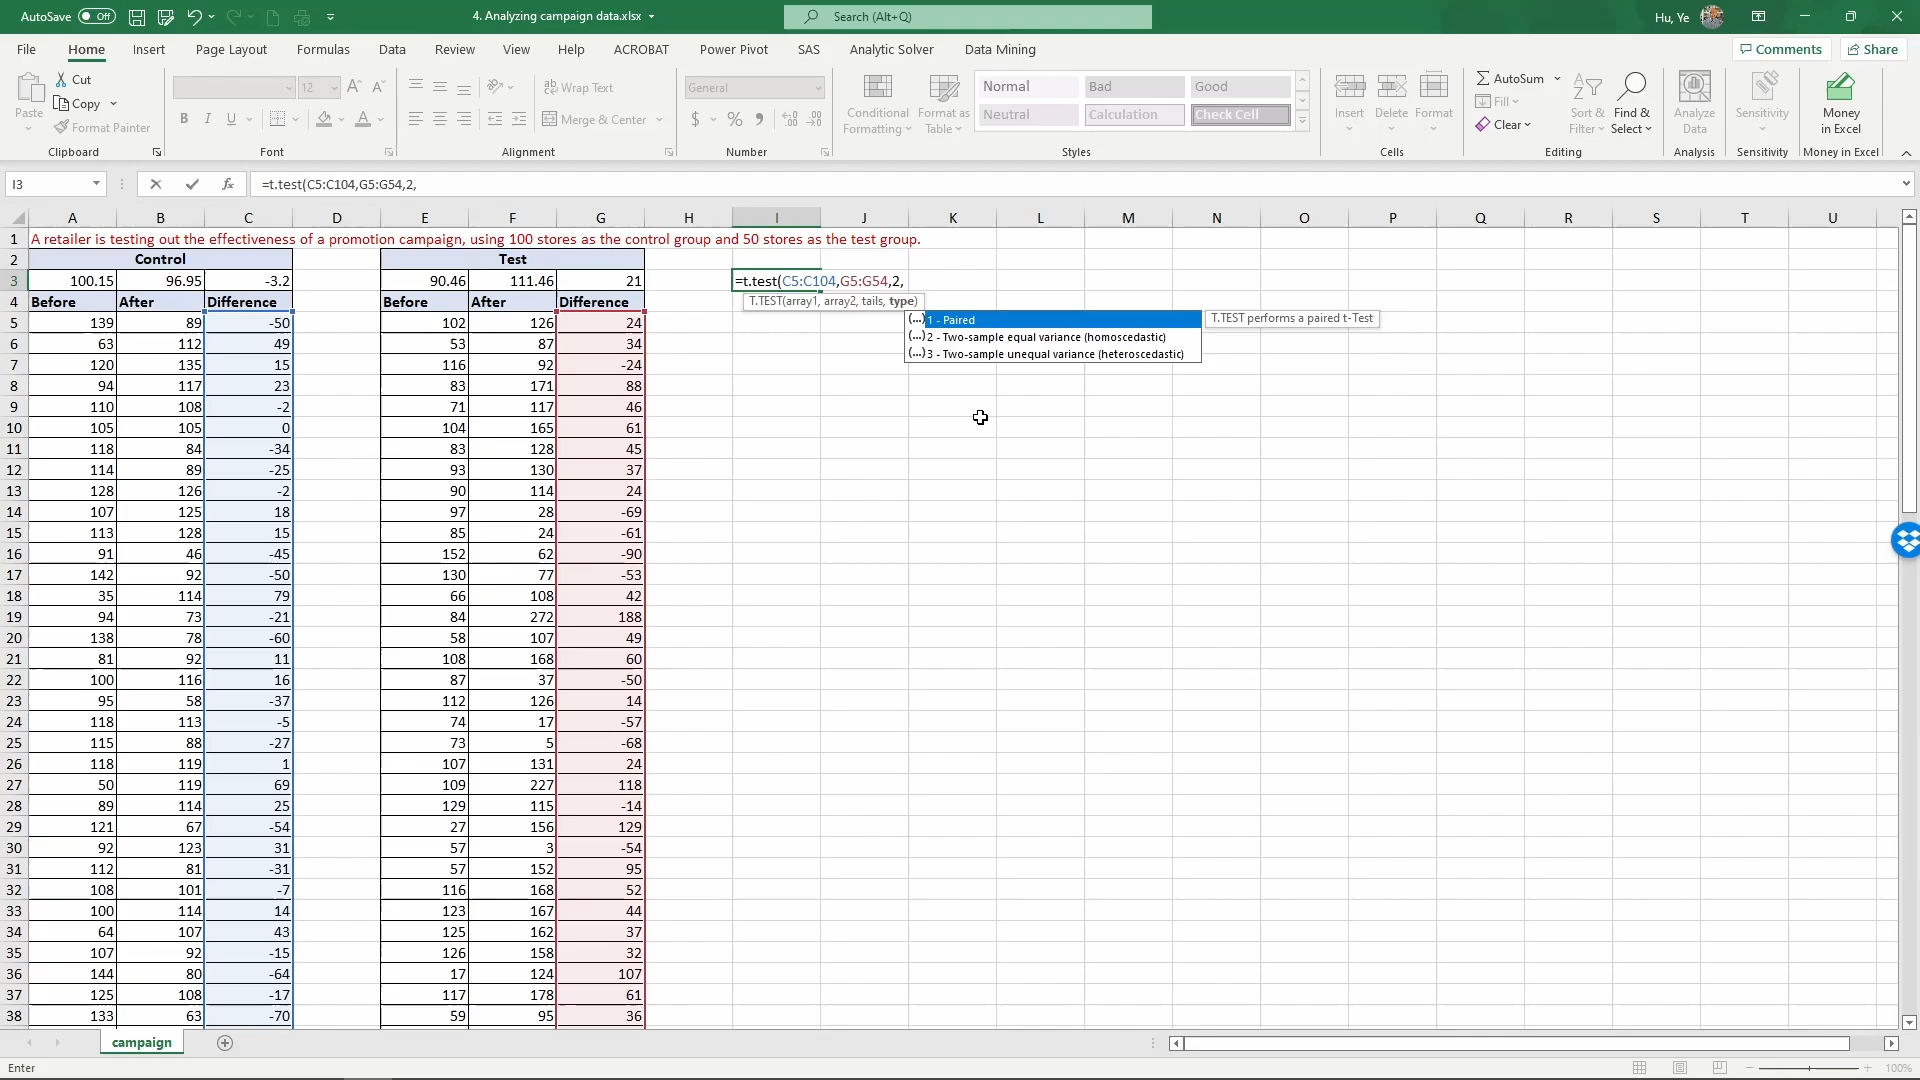 AutoSave Off 4. Analyzing campaign data.xlsx Search (Alt+Q) Hu, Ye
File Home Insert Page Layout Formulas Data Review View Help ACROBAT Power Pivot SAS Analytic Solver Data Mining Comments Share
Paste Cut Copy Format Painter
12 A A
B I U A
ab Wrap Text
Merge & Center
General
$ % 9
Conditional Formatting
Format as Table
Normal Bad Good
Neutral Calculation Check Cell
Insert Delete Format
AutoSum
Fill
Clear
Sort & Filter
Find & Select
Analyze Data
Sensitivity
Money in Excel
Clipboard Font Alignment Number Styles Cells Editing Analysis Sensitivity Money in Excel
I3 fx =t.test(C5:C104,G5:G54,2,
A B C D E F G H I J K L M N O P Q R S T U
1 A retailer is testing out the effectiveness of a promotion campaign, using 100 stores as the control group and 50 stores as the test group.
2 Control Test
3 100.15 96.95 -3.2 90.46 111.46 21 =t.test(C5:C104,G5:G54,2,
4 Before After Difference Before After Difference
T.TEST(array1, array2, tails, type)
(...) 1 - Paired
T.TEST performs a paired t-Test
(...) 2 - Two-sample equal variance (homoscedastic)
(...) 3 - Two-sample unequal variance (heteroscedastic)
5 139 89 -50 102 126 24
6 63 112 49 53 87 34
7 120 135 15 116 92 -24
8 94 117 23 83 171 88
9 110 108 -2 71 117 46
10 105 105 0 104 165 61
11 118 84 -34 83 128 45
12 114 89 -25 93 130 37
13 128 126 -2 90 114 24
14 107 125 18 97 28 -69
15 113 128 15 85 24 -61
16 91 46 -45 152 62 -90
17 142 92 -50 130 77 -53
18 35 114 79 66 108 42
19 94 73 -21 84 272 188
20 138 78 -60 58 107 49
21 81 92 11 108 168 60
22 100 116 16 87 37 -50
23 95 58 -37 112 126 14
24 118 113 -5 74 17 -57
25 115 88 -27 73 5 -68
26 118 119 1 107 131 24
27 50 119 69 109 227 118
28 89 114 25 129 115 -14
29 121 67 -54 27 156 129
30 92 123 31 57 3 -54
31 112 81 -31 57 152 95
32 108 101 -7 116 168 52
33 100 114 14 123 167 44
34 64 107 43 125 162 37
35 107 92 -15 126 158 32
36 144 80 -64 17 124 107
37 125 108 -17 117 178 61
38 133 63 -70 59 95 36
campaign
Enter 100%